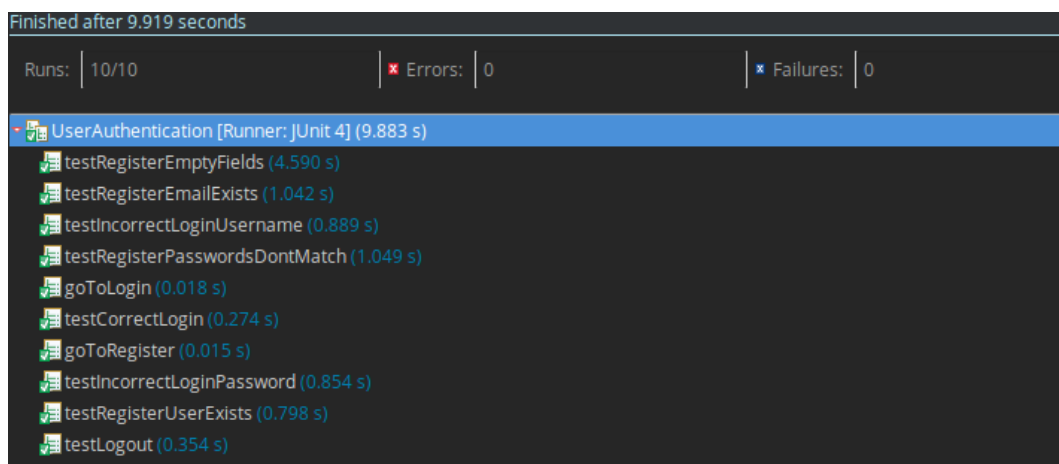 Finished after 9.919 seconds
Runs: 10/10 Errors: 0 Failures: 0
UserAuthentication [Runner: JUnit 4] (9.883 s)
testRegisterEmptyFields (4.590 s)
testRegisterEmailExists (1.042 s)
testIncorrectLoginUsername (0.889 s)
testRegisterPasswordsDontMatch (1.049 s)
goToLogin (0.018 s)
testCorrectLogin (0.274 s)
goToRegister (0.015 s)
testIncorrectLoginPassword (0.854 s)
testRegisterUserExists (0.798 s)
testLogout (0.354 s)